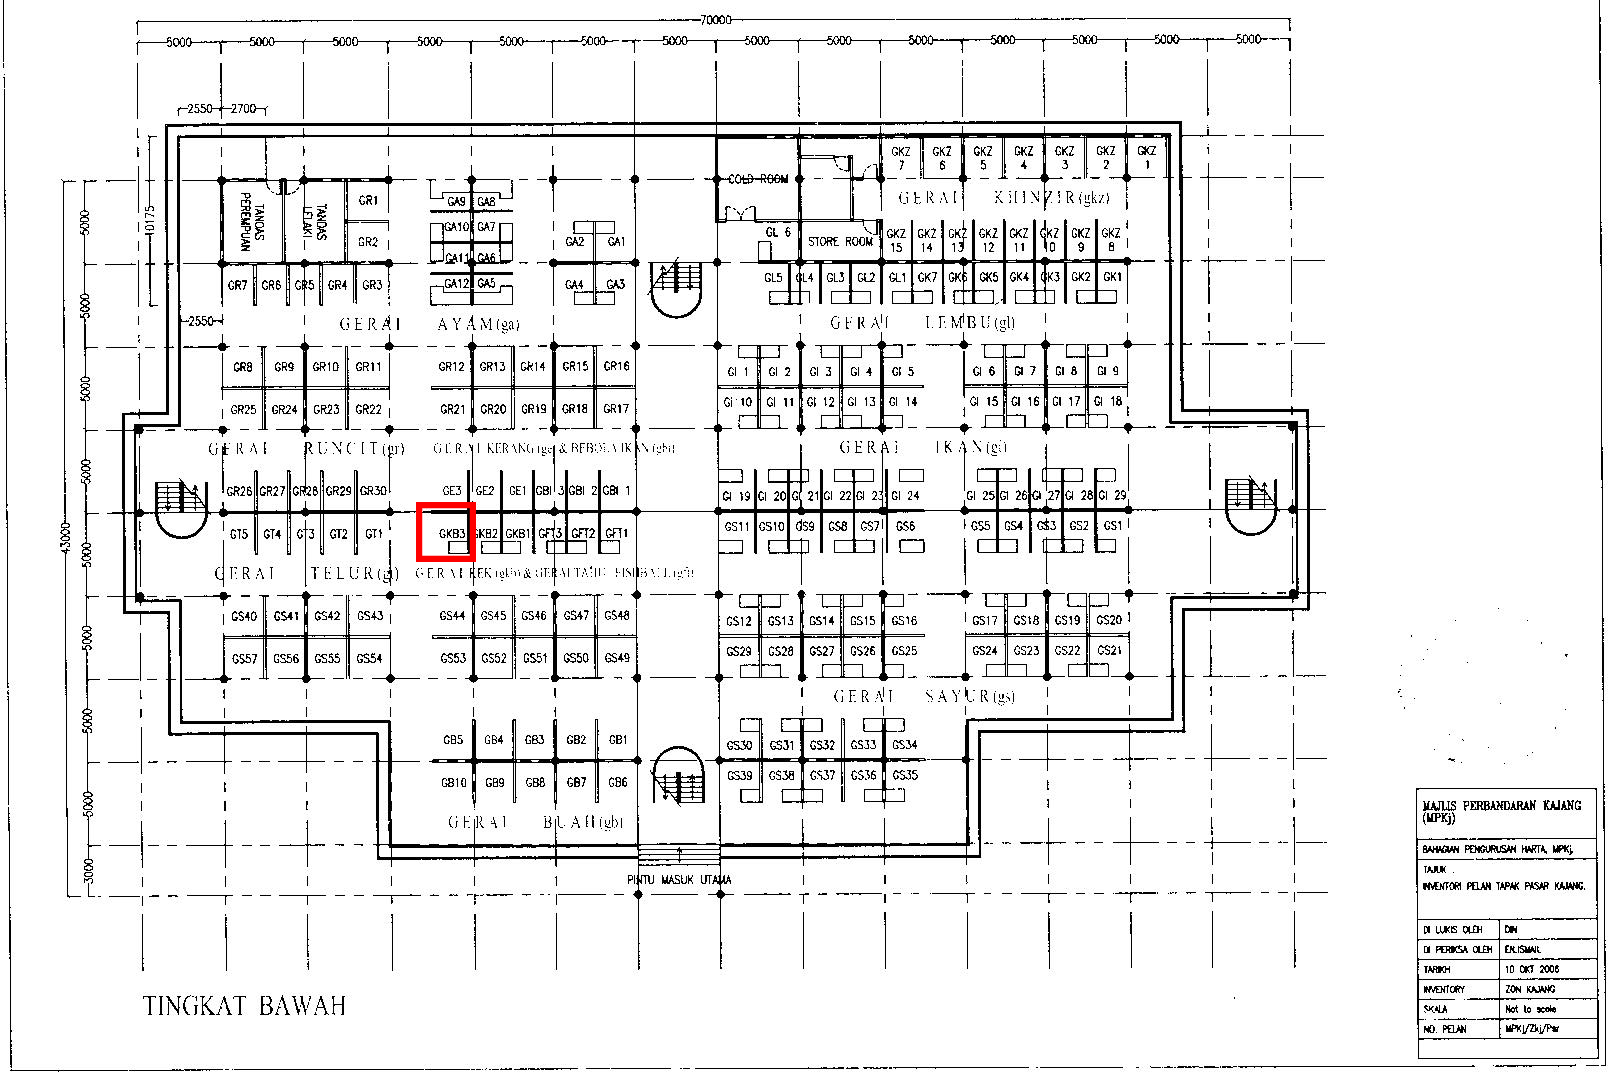 70000
5000 5000 5000 5000 5000 5000 5000 5000 5000 5000 5000 5000 5000 5000
2550 2700
GKZ 7 GKZ 6 GKZ 5 GKZ 4 GKZ 3 GKZ 2 GKZ 1
COLD ROOM
GERAI KHINZIR(gkz)
TANDAS PEREMPUAN
TANDAS LELAKI
GR1
GA9 GA8
10175
5000
GA10 GA7
GL 6
STORE ROOM
GKZ 15 GKZ 14 GKZ 13 GKZ 12 GKZ 11 GKZ 10 GKZ 9 GKZ 8
GR2
GA2 GA1
GA11 GA6
GR7 GR6 GR5 GR4 GR3
GA12 GA5
GA4 GA3
GL5 GL4 GL3 GL2 GL1 GK7 GK6 GK5 GK4 GK3 GK2 GK1
5000
2550
GERAI AYAM(ga)
GERAI LEMBU(gl)
GR8 GR9 GR10 GR11 GR12 GR13 GR14 GR15 GR16
GI 1 GI 2 GI 3 GI 4 GI 5 GI 6 GI 7 GI 8 GI 9
5000
GR25 GR24 GR23 GR22 GR21 GR20 GR19 GR18 GR17
GI 10 GI 11 GI 12 GI 13 GI 14 GI 15 GI 16 GI 17 GI 18
GERAI RUNCIT(gr)
GERAI KERANG(ge) & BEBOLA IKAN(gbi)
GERAI IKAN(gi)
5000
GR26 GR27 GR28 GR29 GR30 GE3 GE2 GE1 GBI 3 GBI 2 GBI 1
GI 19 GI 20 GI 21 GI 22 GI 23 GI 24 GI 25 GI 26 GI 27 GI 28 GI 29
43000
GT5 GT4 GT3 GT2 GT1 GKB3 GKB2 GKB1 GFT3 GFT2 GFT1
GS11 GS10 GS9 GS8 GS7 GS6 GS5 GS4 GS3 GS2 GS1
5000
GERAI TELUR(gt)
GERAI KEK(gkb) & GERAI TAHU FISHBALL(gft)
GS40 GS41 GS42 GS43 GS44 GS45 GS46 GS47 GS48
GS12 GS13 GS14 GS15 GS16 GS17 GS18 GS19 GS20
5000
GS57 GS56 GS55 GS54 GS53 GS52 GS51 GS50 GS49
GS29 GS28 GS27 GS26 GS25 GS24 GS23 GS22 GS21
GERAI SAYUR(gs)
5000
GB5 GB4 GB3 GB2 GB1
GS30 GS31 GS32 GS33 GS34
GB10 GB9 GB8 GB7 GB6
GS39 GS38 GS37 GS36 GS35
5000
GERAI BUAH(gb)
3000
PINTU MASUK UTAMA
TINGKAT BAWAH
MAJLIS PERBANDARAN KAJANG
(MPKj)
BAHAGIAN PENGURUSAN HARTA, MPKj.
TAJUK .
INVENTORI PELAN TAPAK PASAR KAJANG.
DI LUKIS OLEH DIN
DI PERIKSA OLEH EN.ISMAIL
TARIKH 10 OKT 2006
INVENTORY ZON KAJANG
SKALA Not to scale
NO. PELAN MPKj/Zkj/Psr